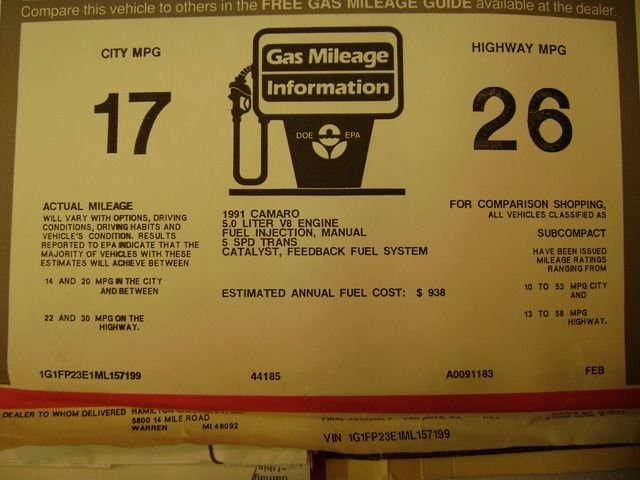 Compare this vehicle to others in the FREE GAS MILEAGE GUIDE available at the dealer.
CITY MPG
17
Gas Mileage
Information
DOE EPA
HIGHWAY MPG
26
ACTUAL MILEAGE
WILL VARY WITH OPTIONS, DRIVING
CONDITIONS, DRIVING HABITS AND
VEHICLE'S CONDITION. RESULTS
REPORTED TO EPA INDICATE THAT THE
MAJORITY OF VEHICLES WITH THESE
ESTIMATES WILL ACHIEVE BETWEEN
14 AND 20 MPG IN THE CITY
AND BETWEEN
22 AND 30 MPG ON THE
HIGHWAY.
1991 CAMARO
5.0 LITER V8 ENGINE
FUEL INJECTION, MANUAL
5 SPD TRANS
CATALYST, FEEDBACK FUEL SYSTEM
ESTIMATED ANNUAL FUEL COST: $ 938
FOR COMPARISON SHOPPING,
ALL VEHICLES CLASSIFIED AS
SUBCOMPACT
HAVE BEEN ISSUED
MILEAGE RATINGS
RANGING FROM
10 TO 53 MPG CITY
AND
13 TO 58 MPG
HIGHWAY.
1G1FP23E1ML157199
44185
A0091183
FEB
DEALER TO WHOM DELIVERED
HAMILTON
5800 14 MILE ROAD
WARREN MI 48092
FINAL ASSEMBLY VAN NUYS, CA
VIN 1G1FP23E1ML157199